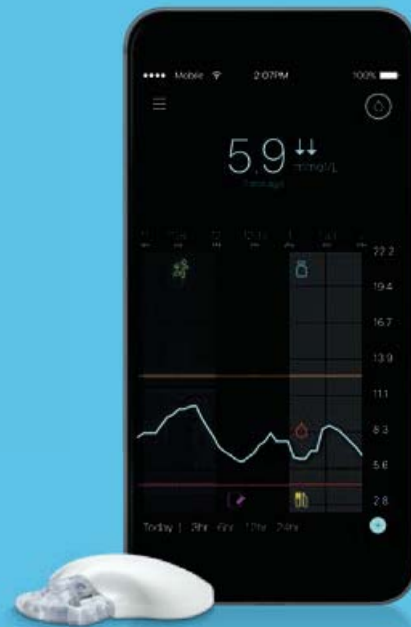 Mobile 2:07PM 100%
5.9 mmol/L
22.2
19.4
16.7
13.9
11.1
8.3
5.6
2.8
Today | 3hr 6hr 12hr 24hr